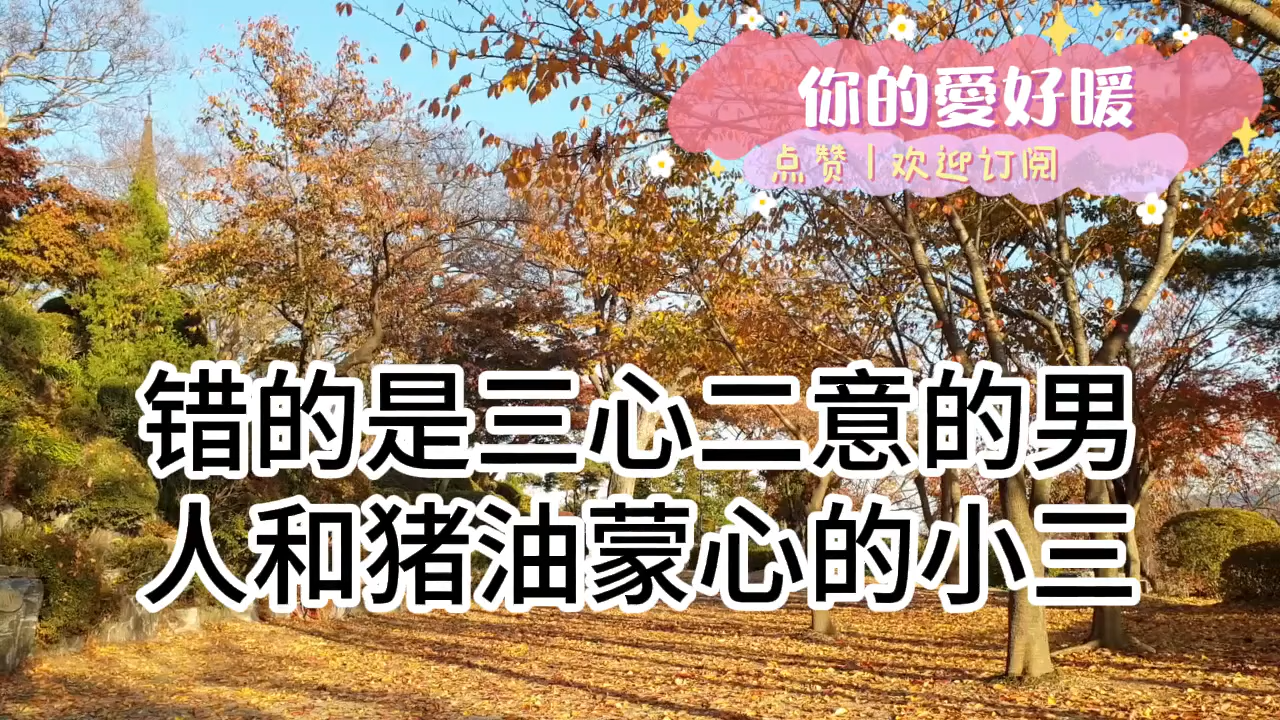 你的愛好暖
点赞 | 欢迎订阅
错的是三心二意的男
人和猪油蒙心的小三